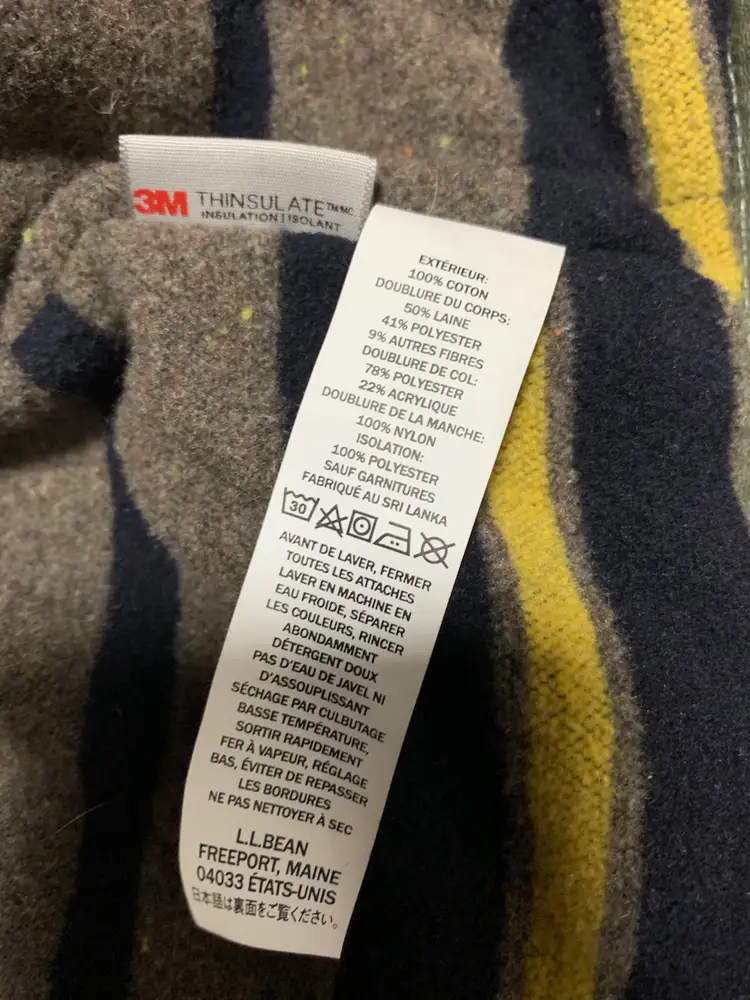 3M THINSULATE™MC
INSULATION | ISOLANT
EXTÉRIEUR:
100% COTON
DOUBLURE DU CORPS:
50% LAINE
41% POLYESTER
9% AUTRES FIBRES
DOUBLURE DE COL:
78% POLYESTER
22% ACRYLIQUE
DOUBLURE DE LA MANCHE:
100% NYLON
ISOLATION:
100% POLYESTER
SAUF GARNITURES
FABRIQUÉ AU SRI LANKA
30
AVANT DE LAVER, FERMER
TOUTES LES ATTACHES
LAVER EN MACHINE EN
EAU FROIDE, SÉPARER
LES COULEURS, RINCER
ABONDAMMENT
DÉTERGENT DOUX
PAS D'EAU DE JAVEL NI
D'ASSOUPLISSANT
SÉCHAGE PAR CULBUTAGE
BASSE TEMPÉRATURE,
SORTIR RAPIDEMENT
FER À VAPEUR, RÉGLAGE
BAS, ÉVITER DE REPASSER
LES BORDURES
NE PAS NETTOYER À SEC
L.L.BEAN
FREEPORT, MAINE
04033 ÉTATS-UNIS
日本語は裏面をご覧ください。